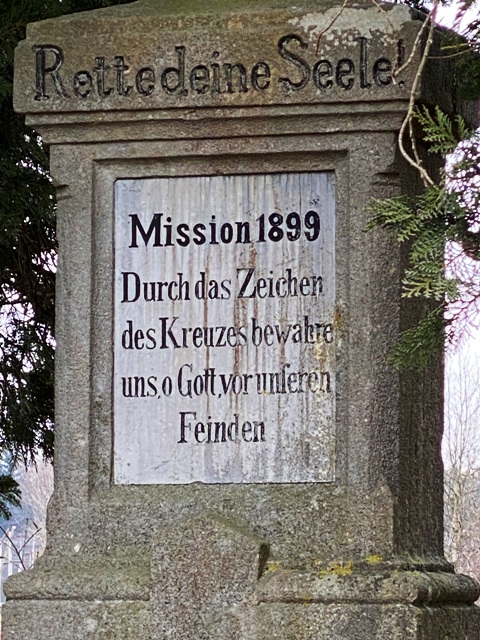 Rette deine Seele!
Mission 1899
Durch das Zeichen
des Kreuzes bewahre
uns, o Gott, vor unſeren
Feinden